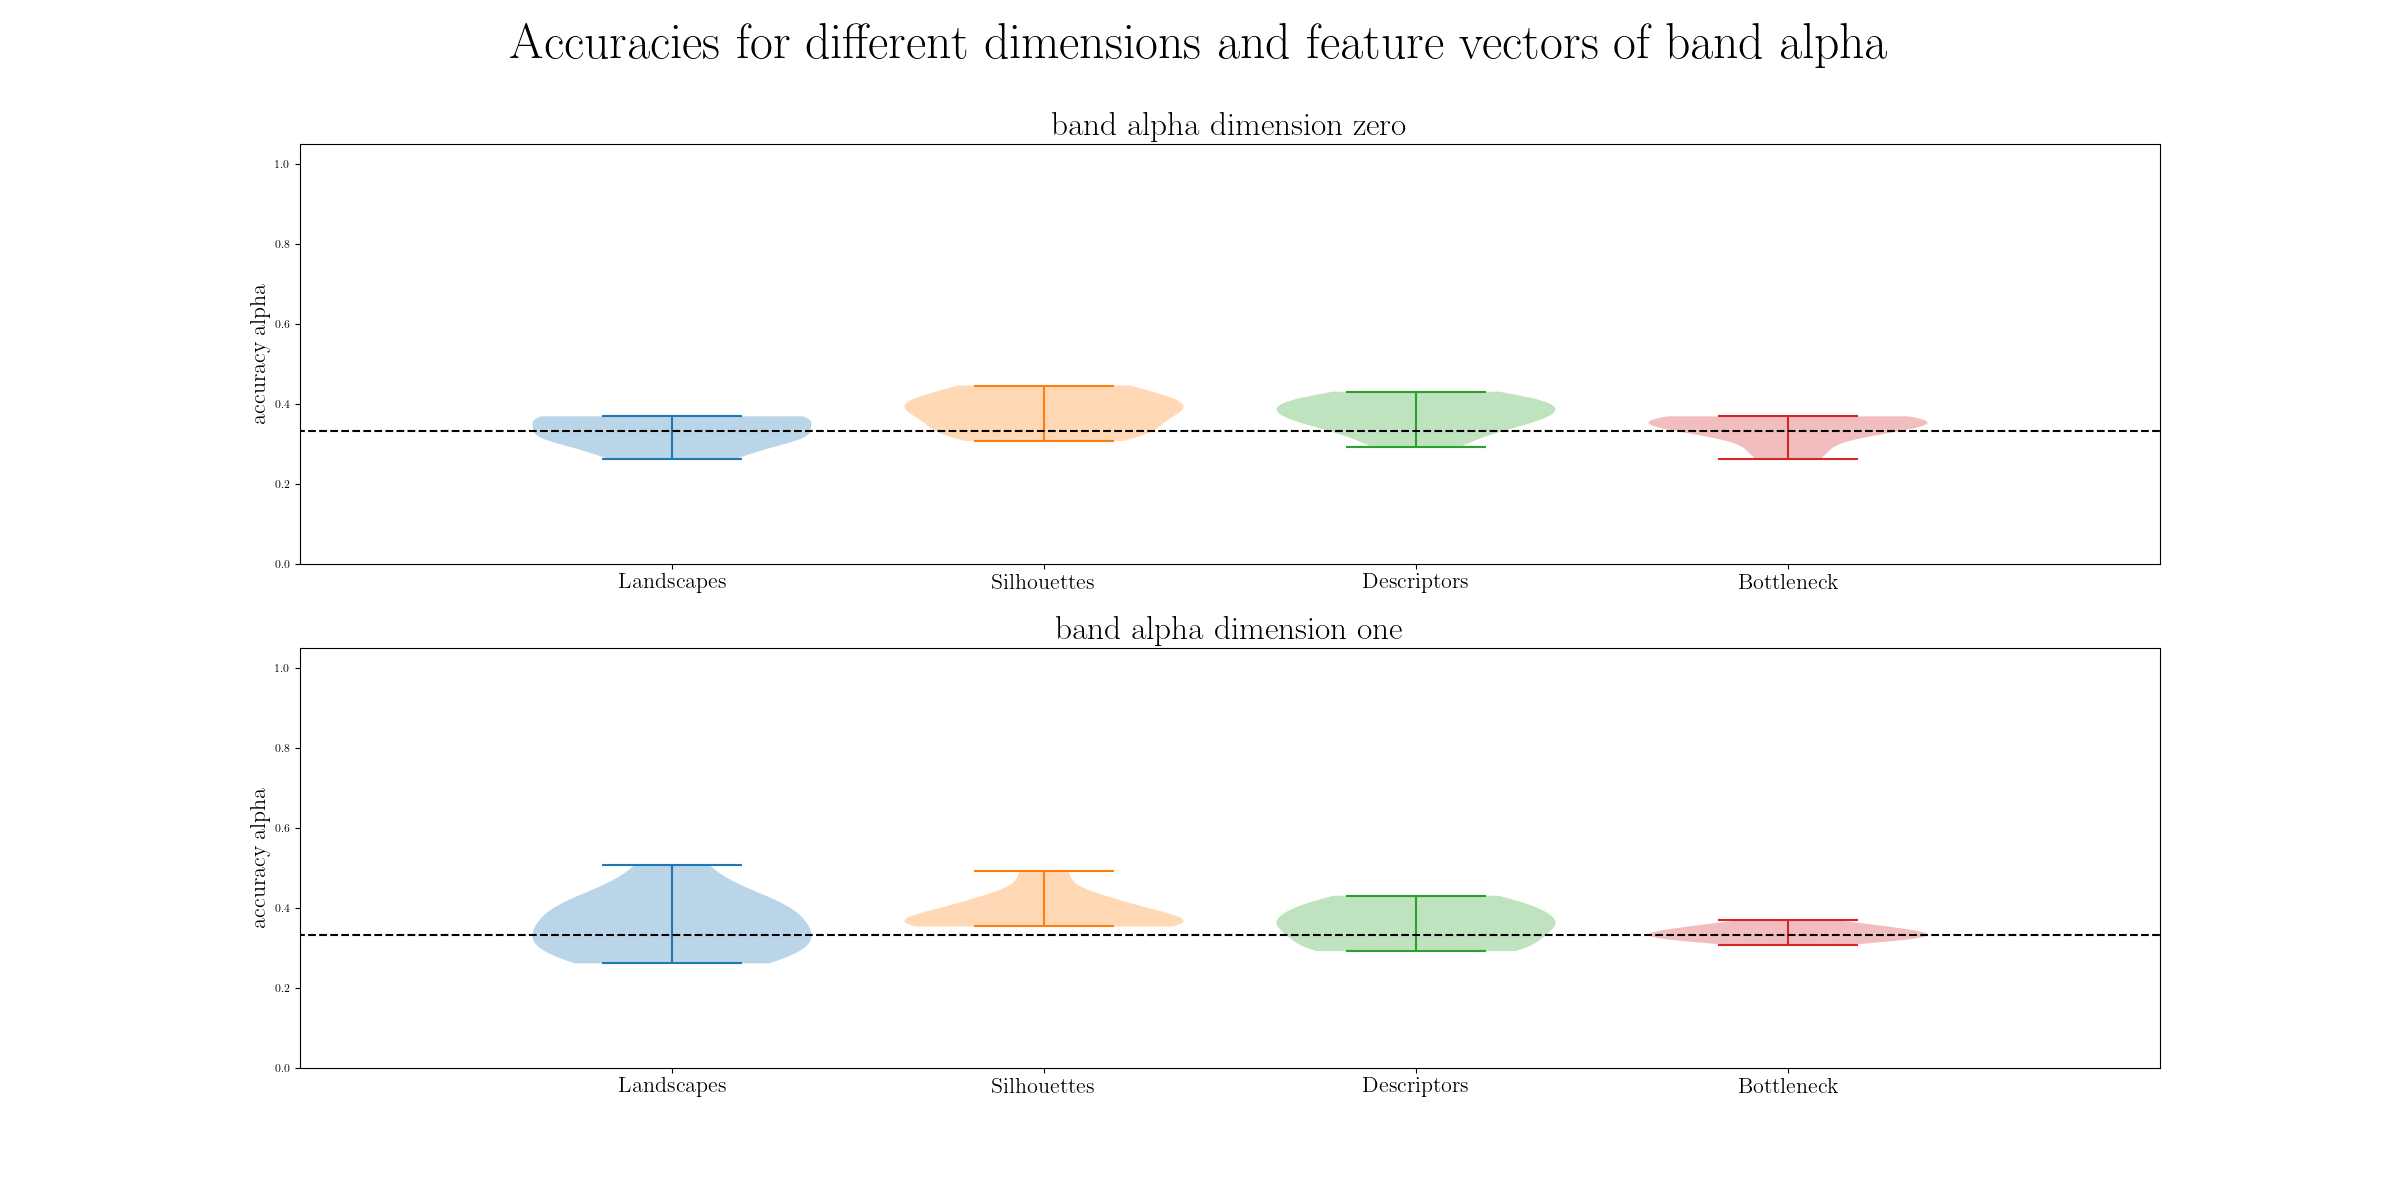 Accuracies for different dimensions and feature vectors of band alpha
band alpha dimension zero
1.0
0.8
0.6
0.4
0.2
0.0
accuracy alpha
Landscapes Silhouettes Descriptors Bottleneck
band alpha dimension one
1.0
0.8
0.6
0.4
0.2
0.0
accuracy alpha
Landscapes Silhouettes Descriptors Bottleneck